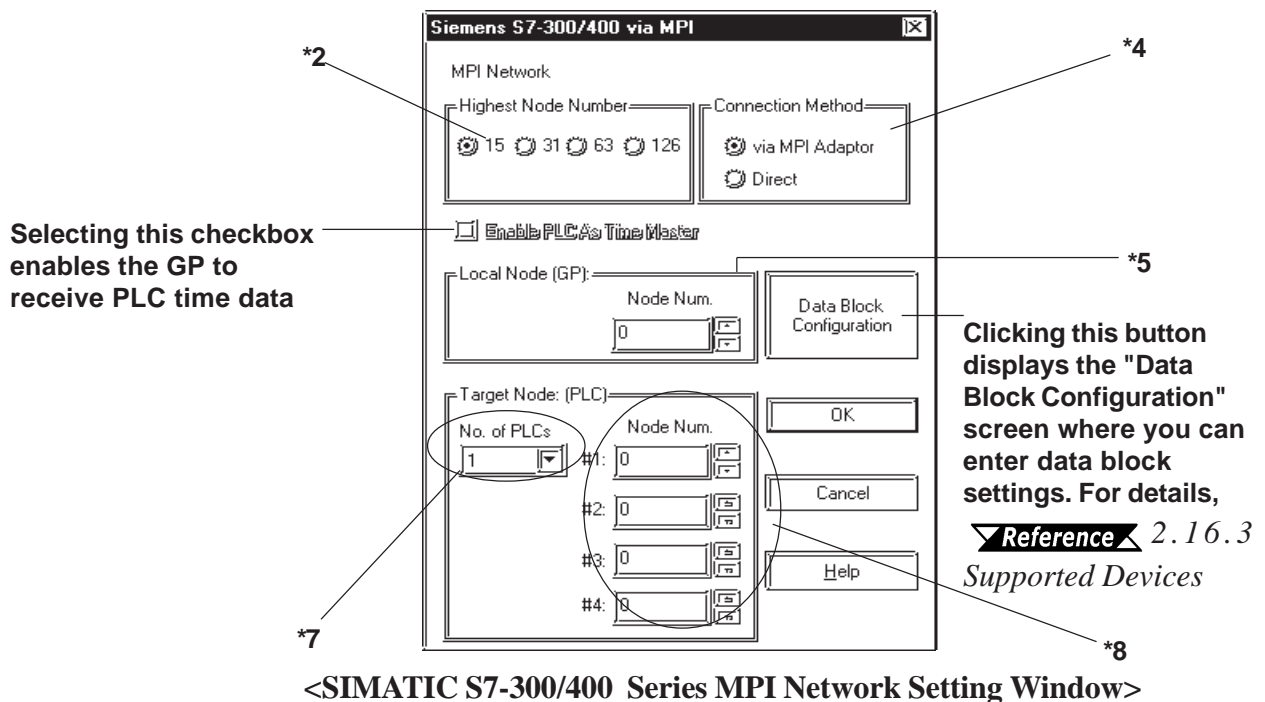 Siemens S7-300/400 via MPI
*2
*4
MPI Network
Highest Node Number
Connection Method
15 31 63 126
via MPI Adaptor
Direct
Selecting this checkbox
enables the GP to
receive PLC time data
Enable PLC As Time Master
*5
Local Node (GP):
Node Num.
0
Data Block
Configuration
Clicking this button
displays the "Data
Block Configuration"
screen where you can
enter data block
settings. For details,
Reference 2.16.3
Supported Devices
Target Node: (PLC)
No. of PLCs
Node Num.
1
#1: 0
#2: 0
#3: 0
#4: 0
OK
Cancel
Help
*7
*8
<SIMATIC S7-300/400 Series MPI Network Setting Window>